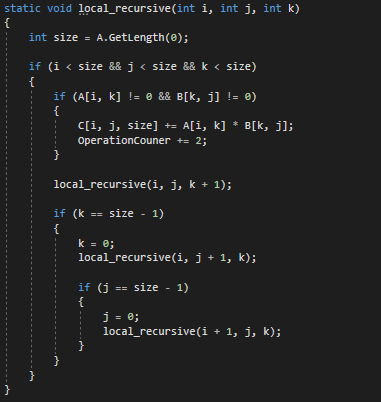 static void local_recursive(int i, int j, int k)
{
int size = A.GetLength(0);
if (i < size && j < size && k < size)
{
if (A[i, k] != 0 && B[k, j] != 0)
{
C[i, j, size] += A[i, k] * B[k, j];
OperationCouner += 2;
}
local_recursive(i, j, k + 1);
if (k == size - 1)
{
k = 0;
local_recursive(i, j + 1, k);
if (j == size - 1)
{
j = 0;
local_recursive(i + 1, j, k);
}
}
}
}